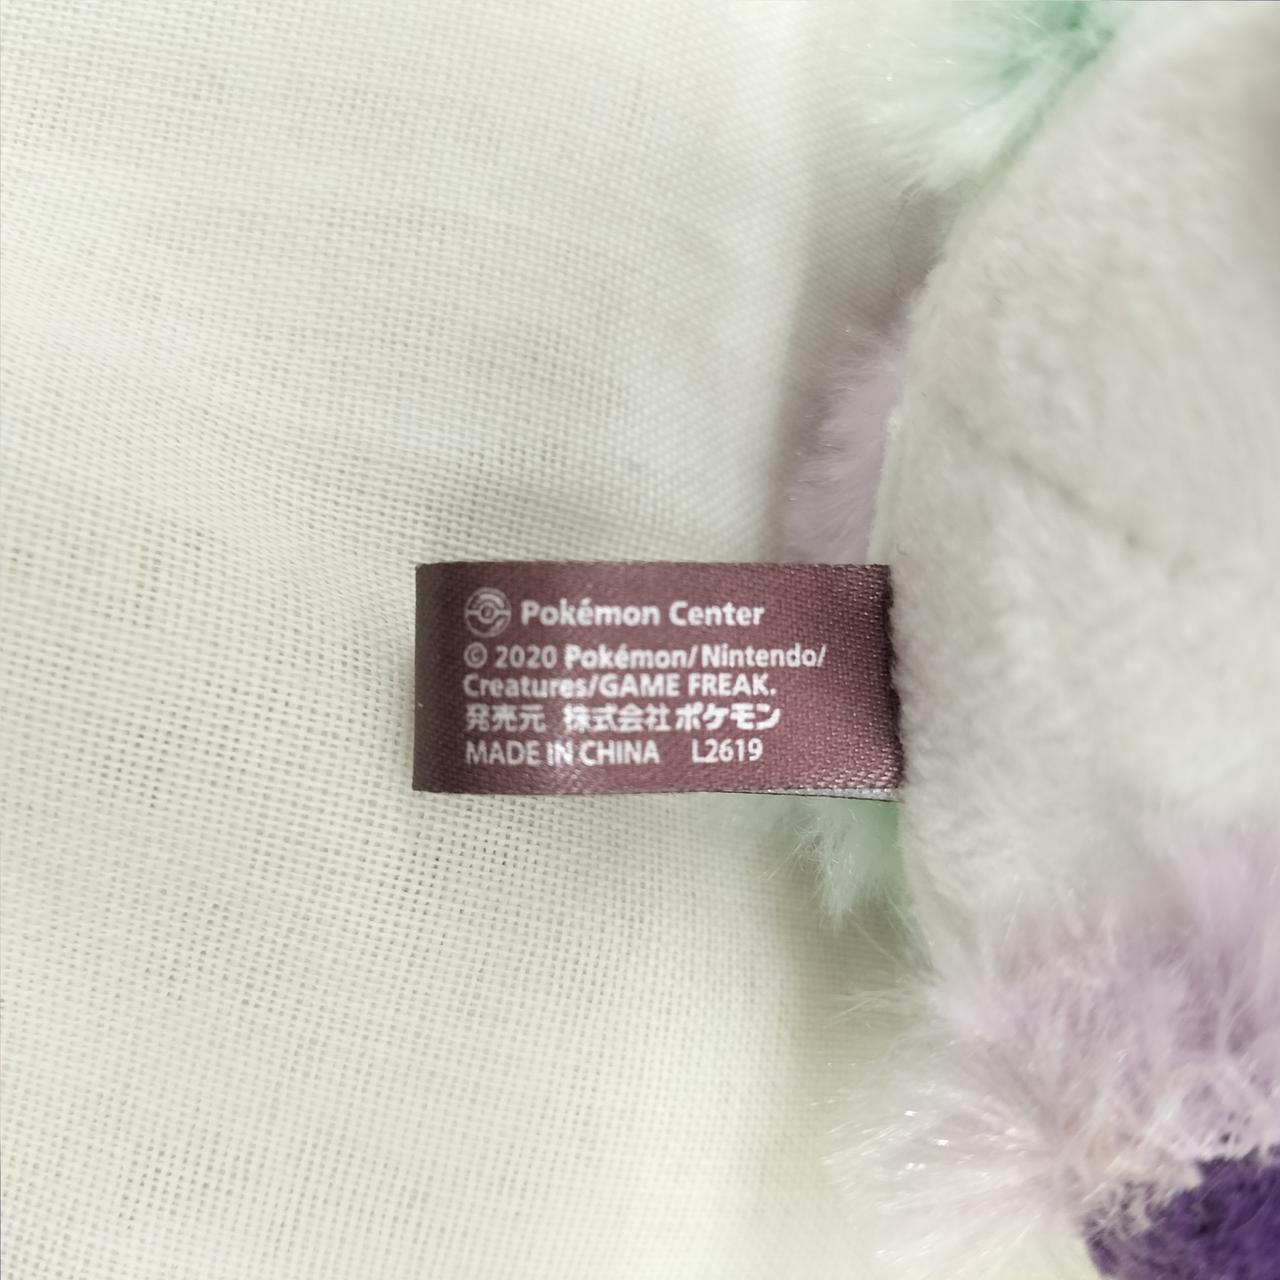 Pokémon Center
© 2020 Pokémon/Nintendo/
Creatures/GAME FREAK.
発売元 株式会社ポケモン
MADE IN CHINA L2619